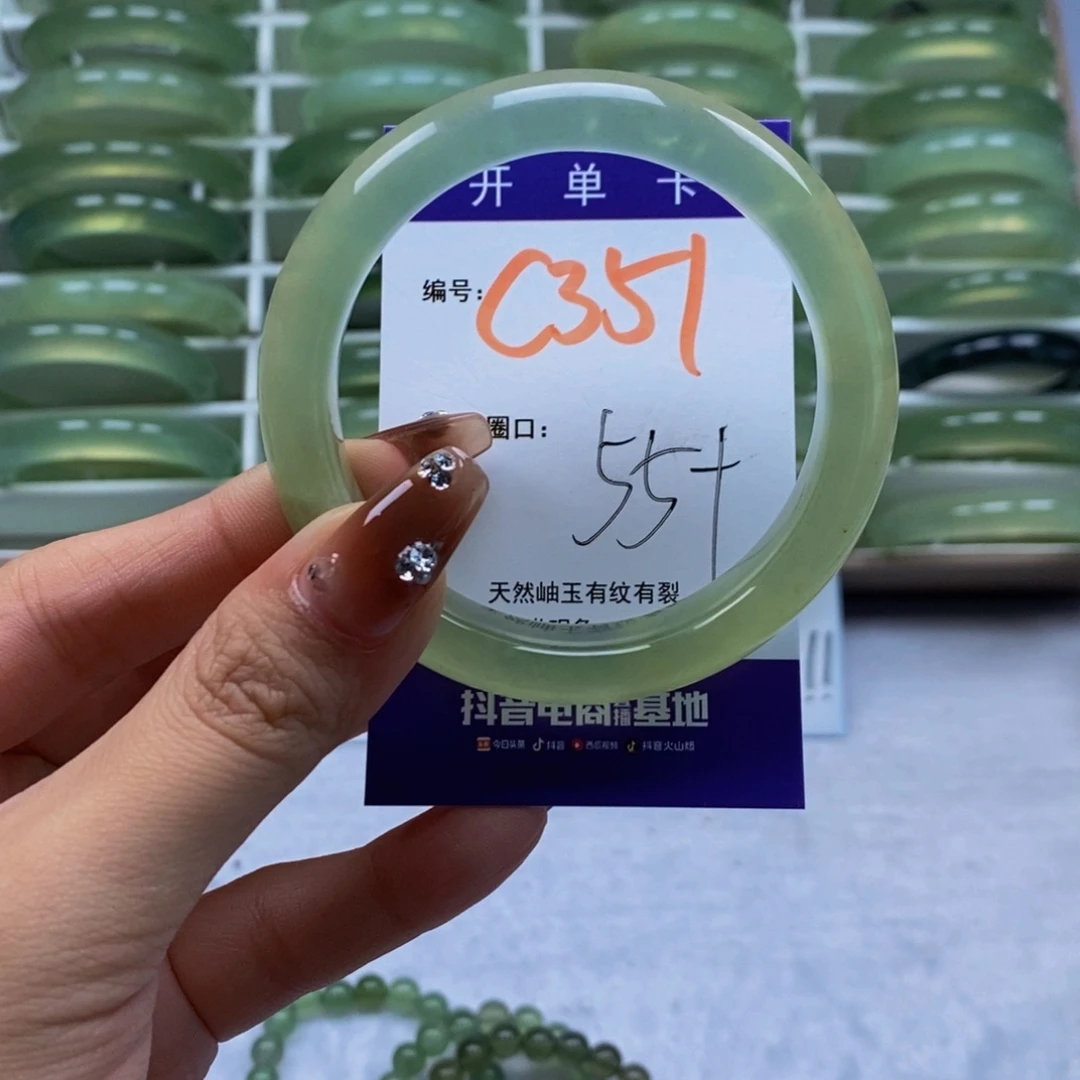 开单卡
编号：C351
圈口：55+
天然岫玉有纹有裂
抖音电商直播基地
今日头条 抖音 西瓜视频 抖音火山版